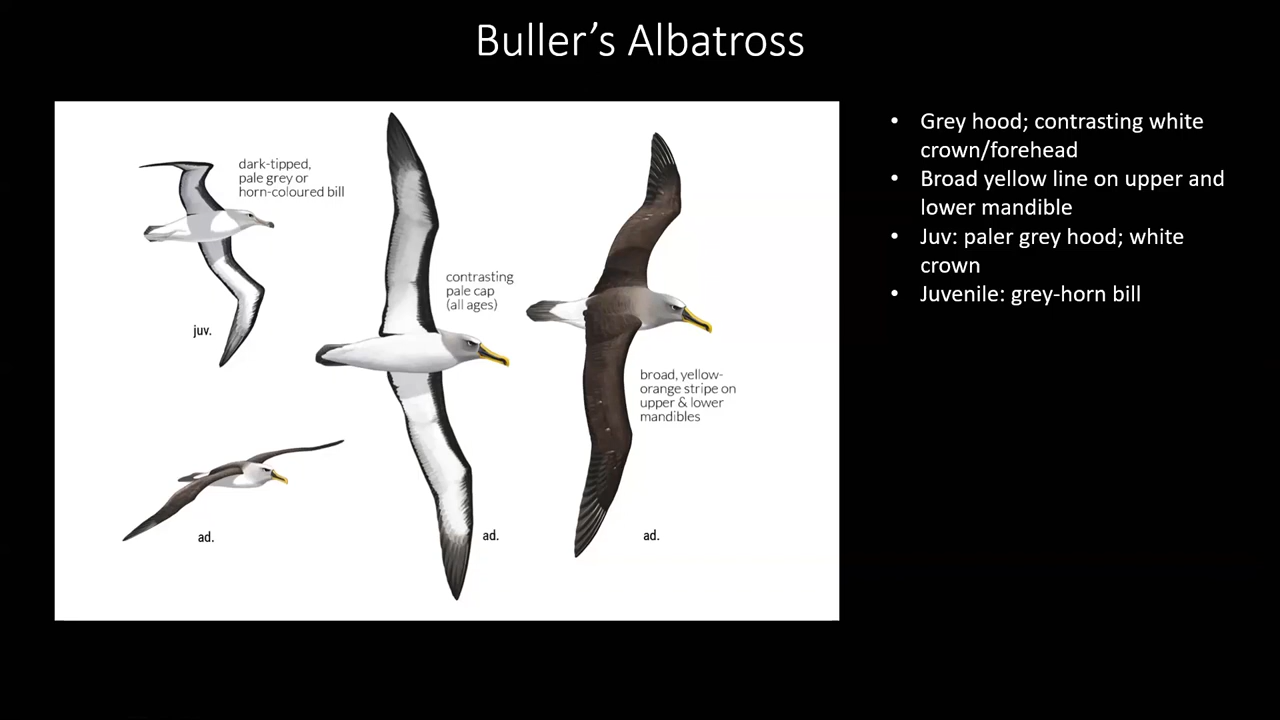 Buller’s Albatross
dark-tipped,
pale grey or
horn-coloured bill
contrasting
pale cap
(all ages)
juv.
broad, yellow-
orange stripe on
upper & lower
mandibles
ad.
ad.
ad.
• Grey hood; contrasting white
crown/forehead
• Broad yellow line on upper and
lower mandible
• Juv: paler grey hood; white
crown
• Juvenile: grey-horn bill